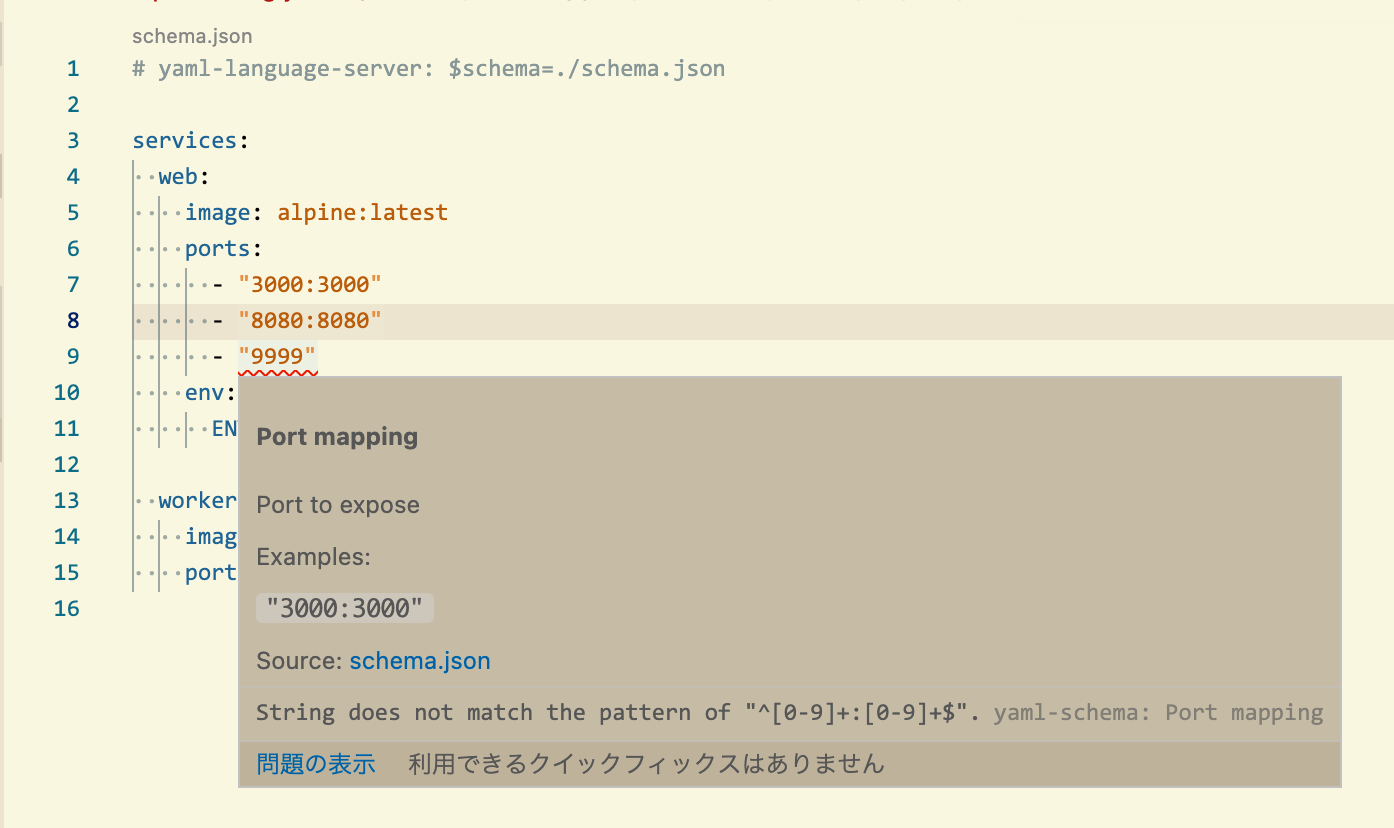 schema.json
1 # yaml-language-server: $schema=./schema.json
2
3 services:
4 web:
5 image: alpine:latest
6 ports:
7 - "3000:3000"
8 - "8080:8080"
9 - "9999"
10 env:
11 EN
12
13 worker
14 imag
15 port
16
Port mapping
Port to expose
Examples:
"3000:3000"
Source: schema.json
String does not match the pattern of "^[0-9]+:[0-9]+$". yaml-schema: Port mapping
問題の表示 利用できるクイックフィックスはありません